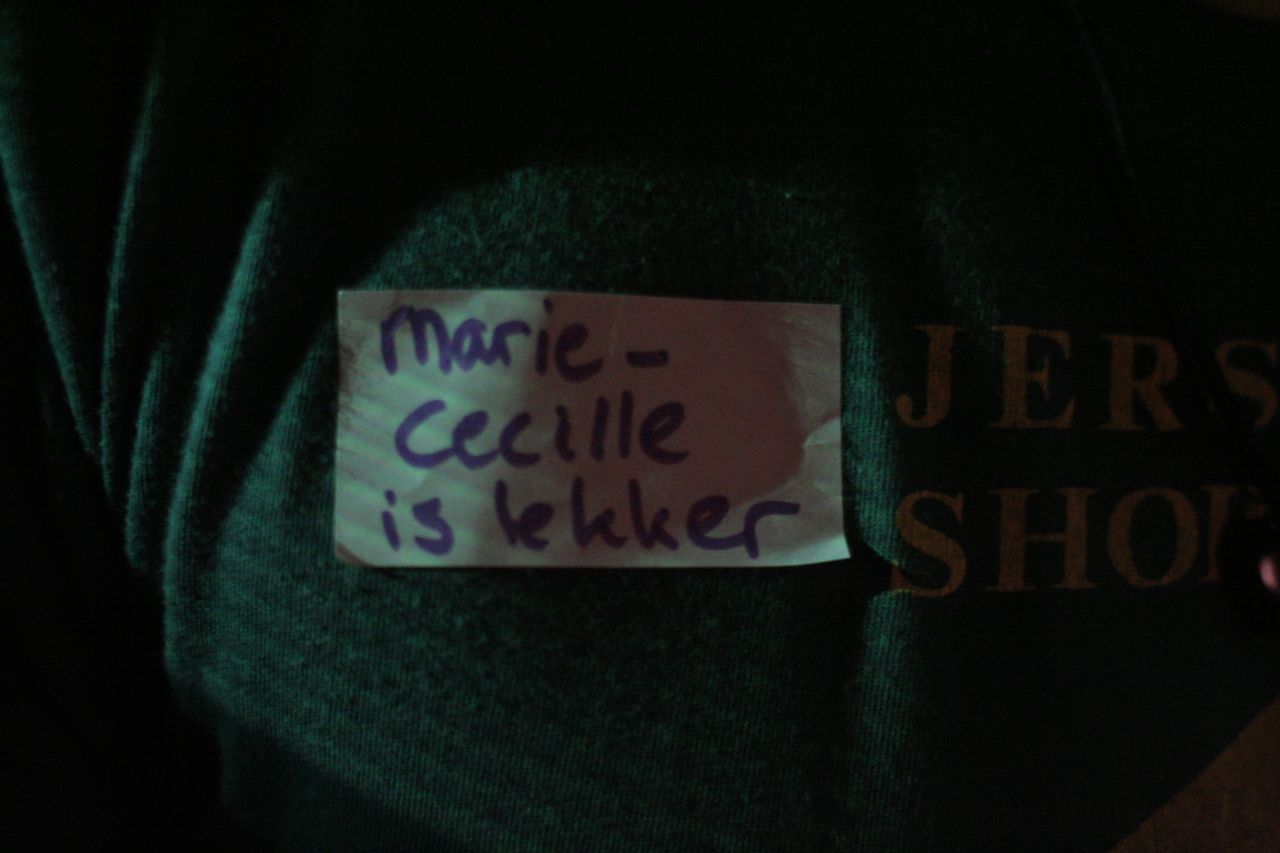 marie-
cecille
is lekker
JERS
SHO